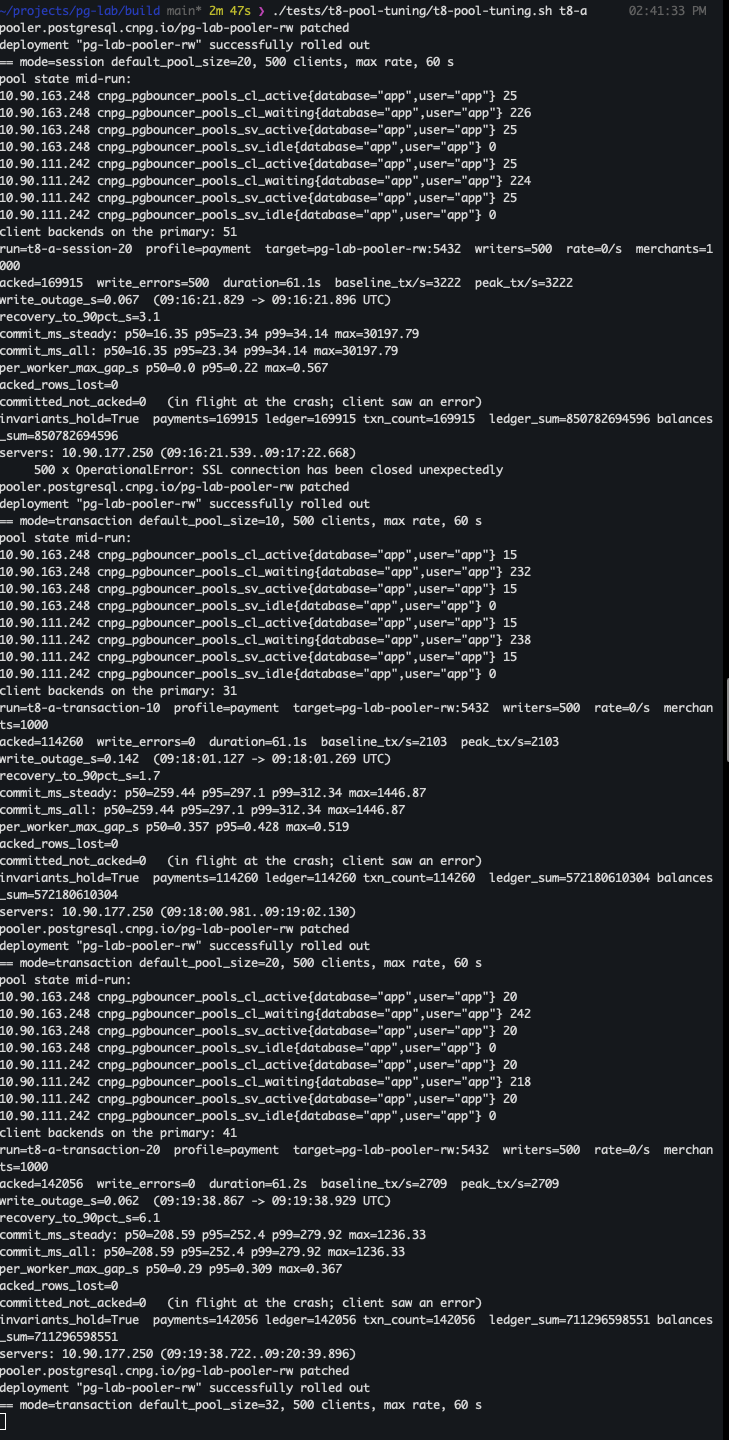 ~/projects/pg-lab/build main* 2m 47s ❯ ./tests/t8-pool-tuning/t8-pool-tuning.sh t8-a 02:41:33 PM
pooler.postgresql.cnpg.io/pg-lab-pooler-rw patched
deployment "pg-lab-pooler-rw" successfully rolled out
== mode=session default_pool_size=20, 500 clients, max rate, 60 s
pool state mid-run:
10.90.163.248 cnpg_pgbouncer_pools_cl_active{database="app",user="app"} 25
10.90.163.248 cnpg_pgbouncer_pools_cl_waiting{database="app",user="app"} 226
10.90.163.248 cnpg_pgbouncer_pools_sv_active{database="app",user="app"} 25
10.90.163.248 cnpg_pgbouncer_pools_sv_idle{database="app",user="app"} 0
10.90.111.242 cnpg_pgbouncer_pools_cl_active{database="app",user="app"} 25
10.90.111.242 cnpg_pgbouncer_pools_cl_waiting{database="app",user="app"} 224
10.90.111.242 cnpg_pgbouncer_pools_sv_active{database="app",user="app"} 25
10.90.111.242 cnpg_pgbouncer_pools_sv_idle{database="app",user="app"} 0
client backends on the primary: 51
run=t8-a-session-20  profile=payment  target=pg-lab-pooler-rw:5432  writers=500  rate=0/s  merchants=1
000
acked=169915  write_errors=500  duration=61.1s  baseline_tx/s=3222  peak_tx/s=3222
write_outage_s=0.067  (09:16:21.829 -> 09:16:21.896 UTC)
recovery_to_90pct_s=3.1
commit_ms_steady: p50=16.35 p95=23.34 p99=34.14 max=30197.79
commit_ms_all: p50=16.35 p95=23.34 p99=34.14 max=30197.79
per_worker_max_gap_s p50=0.0 p95=0.22 max=0.567
acked_rows_lost=0
committed_not_acked=0   (in flight at the crash; client saw an error)
invariants_hold=True  payments=169915 ledger=169915 txn_count=169915  ledger_sum=850782694596 balances
_sum=850782694596
servers: 10.90.177.250 (09:16:21.539..09:17:22.668)
     500 x OperationalError: SSL connection has been closed unexpectedly
pooler.postgresql.cnpg.io/pg-lab-pooler-rw patched
deployment "pg-lab-pooler-rw" successfully rolled out
== mode=transaction default_pool_size=10, 500 clients, max rate, 60 s
pool state mid-run:
10.90.163.248 cnpg_pgbouncer_pools_cl_active{database="app",user="app"} 15
10.90.163.248 cnpg_pgbouncer_pools_cl_waiting{database="app",user="app"} 232
10.90.163.248 cnpg_pgbouncer_pools_sv_active{database="app",user="app"} 15
10.90.163.248 cnpg_pgbouncer_pools_sv_idle{database="app",user="app"} 0
10.90.111.242 cnpg_pgbouncer_pools_cl_active{database="app",user="app"} 15
10.90.111.242 cnpg_pgbouncer_pools_cl_waiting{database="app",user="app"} 238
10.90.111.242 cnpg_pgbouncer_pools_sv_active{database="app",user="app"} 15
10.90.111.242 cnpg_pgbouncer_pools_sv_idle{database="app",user="app"} 0
client backends on the primary: 31
run=t8-a-transaction-10  profile=payment  target=pg-lab-pooler-rw:5432  writers=500  rate=0/s  merchan
ts=1000
acked=114260  write_errors=0  duration=61.1s  baseline_tx/s=2103  peak_tx/s=2103
write_outage_s=0.142  (09:18:01.127 -> 09:18:01.269 UTC)
recovery_to_90pct_s=1.7
commit_ms_steady: p50=259.44 p95=297.1 p99=312.34 max=1446.87
commit_ms_all: p50=259.44 p95=297.1 p99=312.34 max=1446.87
per_worker_max_gap_s p50=0.357 p95=0.428 max=0.519
acked_rows_lost=0
committed_not_acked=0   (in flight at the crash; client saw an error)
invariants_hold=True  payments=114260 ledger=114260 txn_count=114260  ledger_sum=572180610304 balances
_sum=572180610304
servers: 10.90.177.250 (09:18:00.981..09:19:02.130)
pooler.postgresql.cnpg.io/pg-lab-pooler-rw patched
deployment "pg-lab-pooler-rw" successfully rolled out
== mode=transaction default_pool_size=20, 500 clients, max rate, 60 s
pool state mid-run:
10.90.163.248 cnpg_pgbouncer_pools_cl_active{database="app",user="app"} 20
10.90.163.248 cnpg_pgbouncer_pools_cl_waiting{database="app",user="app"} 242
10.90.163.248 cnpg_pgbouncer_pools_sv_active{database="app",user="app"} 20
10.90.163.248 cnpg_pgbouncer_pools_sv_idle{database="app",user="app"} 0
10.90.111.242 cnpg_pgbouncer_pools_cl_active{database="app",user="app"} 20
10.90.111.242 cnpg_pgbouncer_pools_cl_waiting{database="app",user="app"} 218
10.90.111.242 cnpg_pgbouncer_pools_sv_active{database="app",user="app"} 20
10.90.111.242 cnpg_pgbouncer_pools_sv_idle{database="app",user="app"} 0
client backends on the primary: 41
run=t8-a-transaction-20  profile=payment  target=pg-lab-pooler-rw:5432  writers=500  rate=0/s  merchan
ts=1000
acked=142056  write_errors=0  duration=61.2s  baseline_tx/s=2709  peak_tx/s=2709
write_outage_s=0.062  (09:19:38.867 -> 09:19:38.929 UTC)
recovery_to_90pct_s=6.1
commit_ms_steady: p50=208.59 p95=252.4 p99=279.92 max=1236.33
commit_ms_all: p50=208.59 p95=252.4 p99=279.92 max=1236.33
per_worker_max_gap_s p50=0.29 p95=0.309 max=0.367
acked_rows_lost=0
committed_not_acked=0   (in flight at the crash; client saw an error)
invariants_hold=True  payments=142056 ledger=142056 txn_count=142056  ledger_sum=711296598551 balances
_sum=711296598551
servers: 10.90.177.250 (09:19:38.722..09:20:39.896)
pooler.postgresql.cnpg.io/pg-lab-pooler-rw patched
deployment "pg-lab-pooler-rw" successfully rolled out
== mode=transaction default_pool_size=32, 500 clients, max rate, 60 s